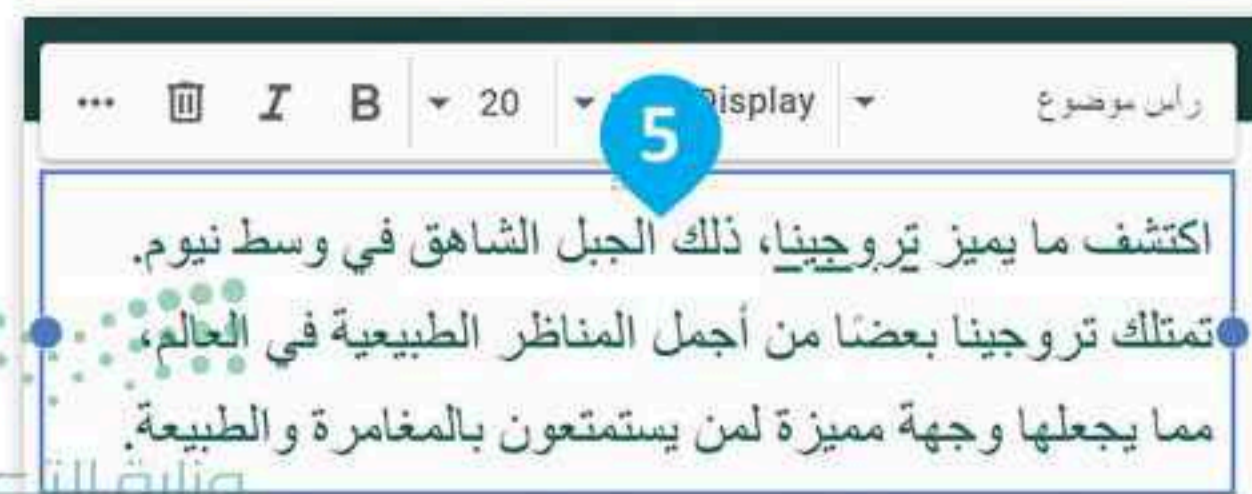 رأس موضوع
Display
20
B
I
5
اكتشف ما يميز تروجينا، ذلك الجبل الشاهق في وسط نيوم.
تمتلك تروجينا بعضًا من أجمل المناظر الطبيعية في العالم،
مما يجعلها وجهة مميزة لمن يستمتعون بالمغامرة والطبيعة.
وزارة